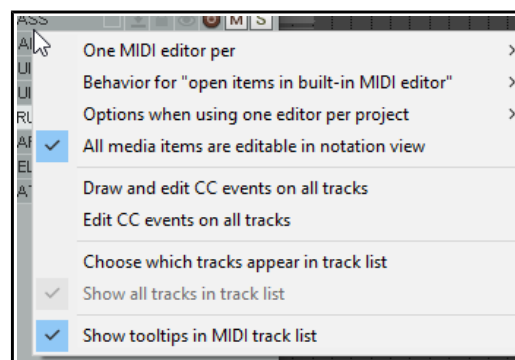 ASS
M S
One MIDI editor per
Behavior for "open items in built-in MIDI editor"
Options when using one editor per project
All media items are editable in notation view
Draw and edit CC events on all tracks
Edit CC events on all tracks
Choose which tracks appear in track list
Show all tracks in track list
Show tooltips in MIDI track list